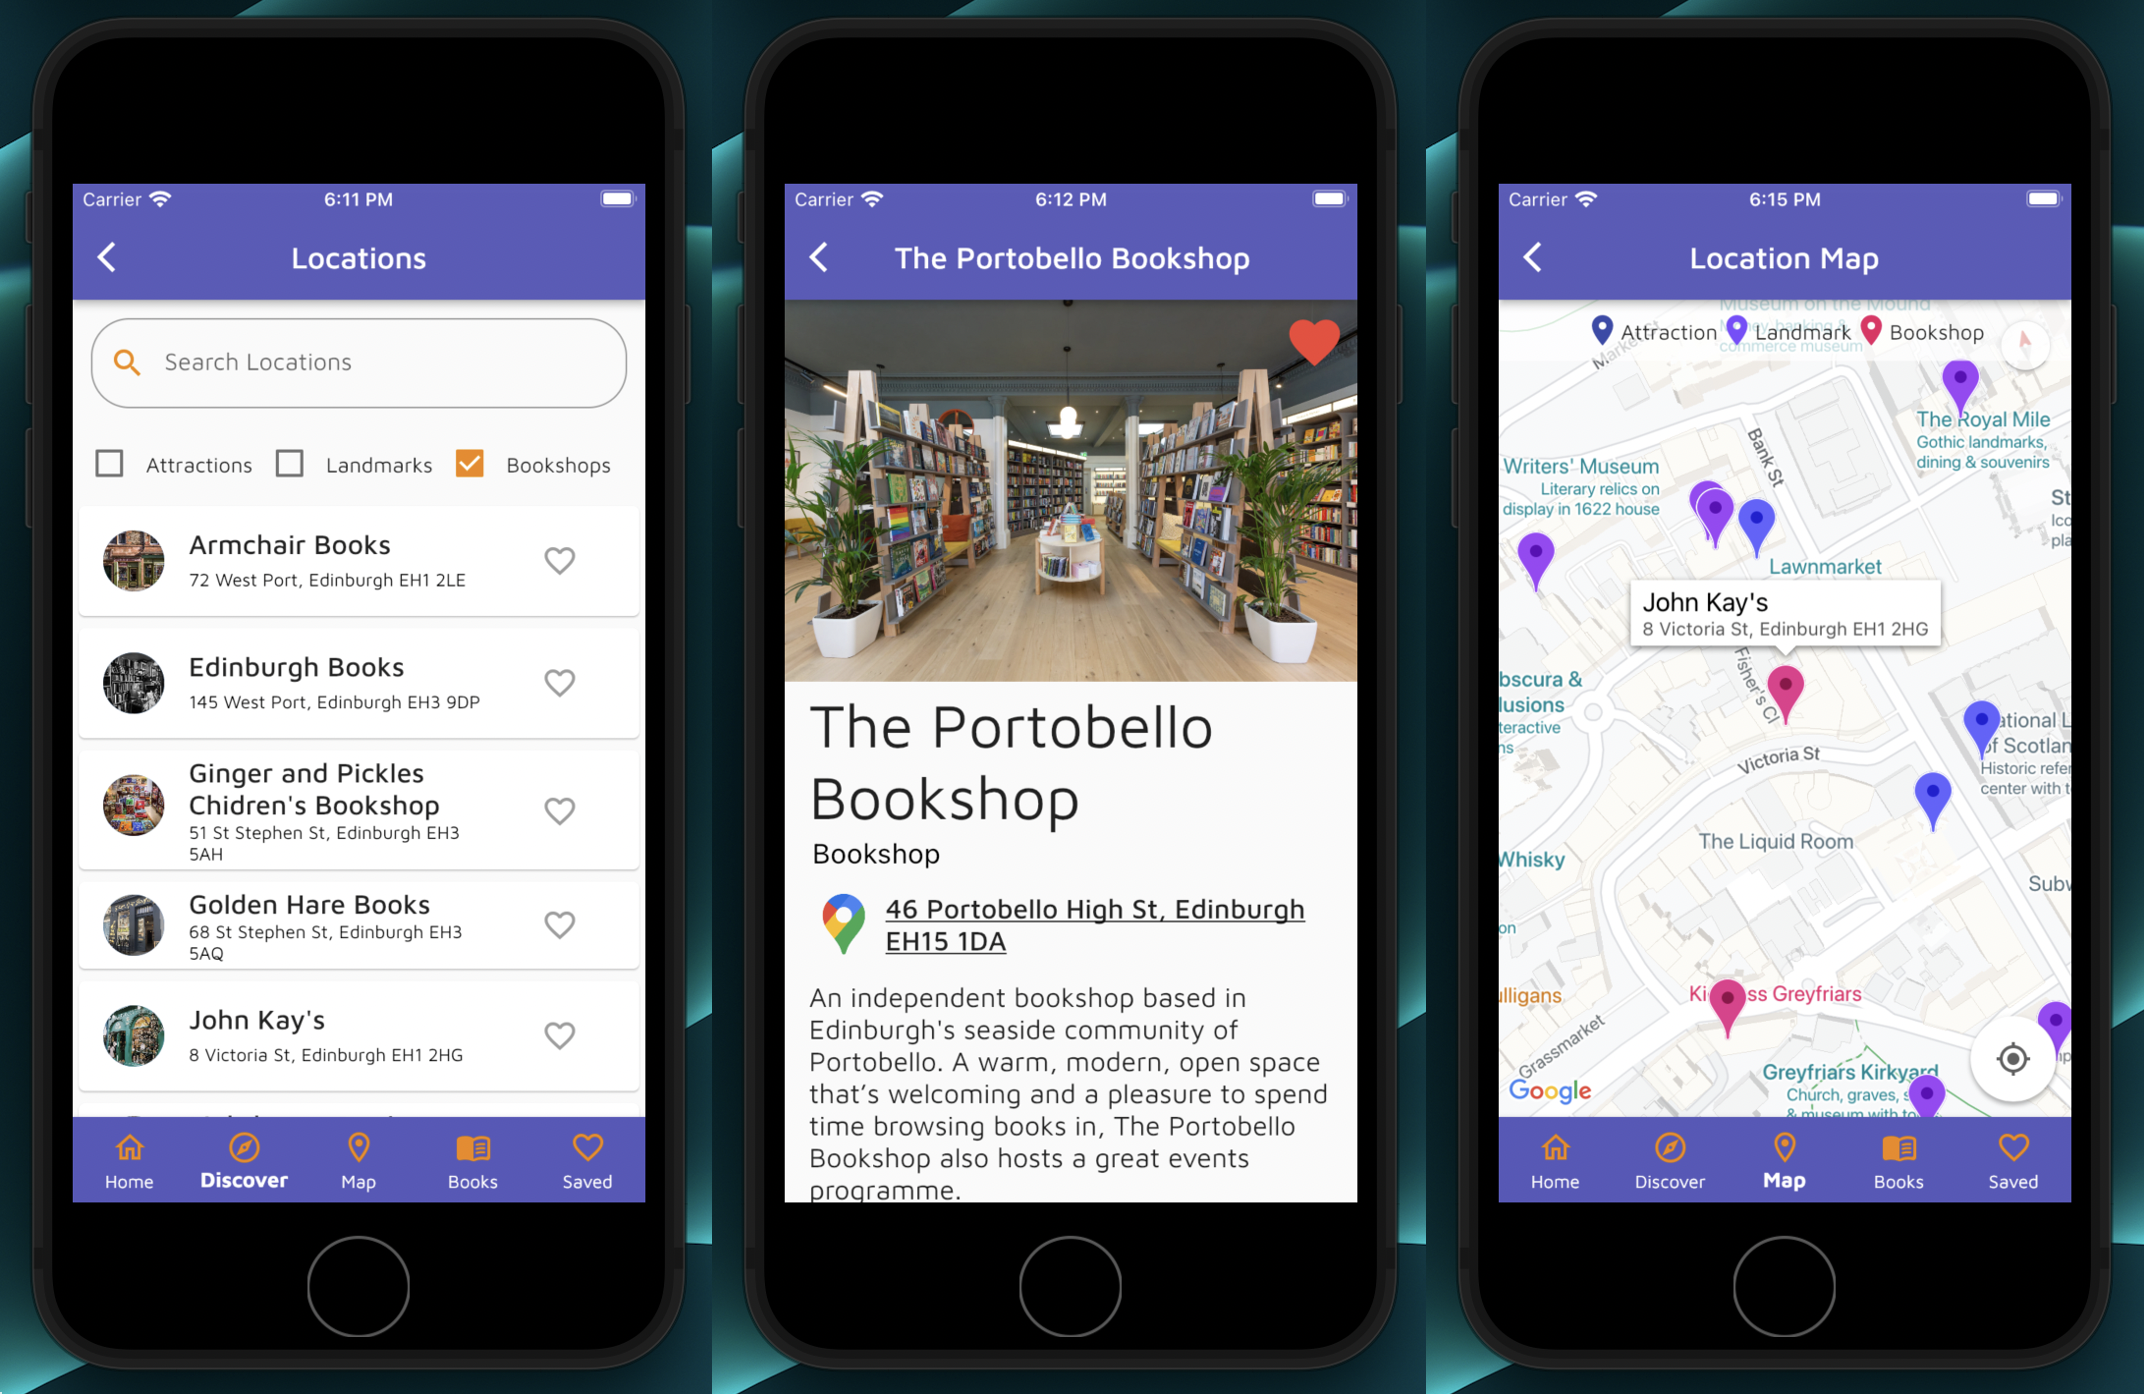 Carrier
6:11 PM
Locations
Search Locations
Attractions
Landmarks
Bookshops
Armchair Books
72 West Port, Edinburgh EH1 2LE
Edinburgh Books
145 West Port, Edinburgh EH3 9DP
Ginger and Pickles
Chidren's Bookshop
51 St Stephen St, Edinburgh EH3
5AH
Golden Hare Books
68 St Stephen St, Edinburgh EH3
5AQ
John Kay's
8 Victoria St, Edinburgh EH1 2HG
Home
Discover
Map
Books
Saved
Carrier
6:12 PM
The Portobello Bookshop
The Portobello
Bookshop
Bookshop
46 Portobello High St, Edinburgh
EH15 1DA
An independent bookshop based in
Edinburgh's seaside community of
Portobello. A warm, modern, open space
that’s welcoming and a pleasure to spend
time browsing books in, The Portobello
Bookshop also hosts a great events
programme.
Carrier
6:15 PM
Location Map
Museum on the Mound
commerce museum
Attraction
Landmark
Bookshop
The Royal Mile
Gothic landmarks,
dining & souvenirs
Bank St
Writers' Museum
Literary relics on
display in 1622 house
Lawnmarket
John Kay's
8 Victoria St, Edinburgh EH1 2HG
Fisher's Cl
bscura &
lusions
teractive
ns
Victoria St
ational L
of Scotlan
Historic refer
center with t
The Liquid Room
Whisky
Subw
on
lligans
ss Greyfriars
Grassmarket
Greyfriars Kirkyard
Church, graves,
& museum with to
Google
Home
Discover
Map
Books
Saved